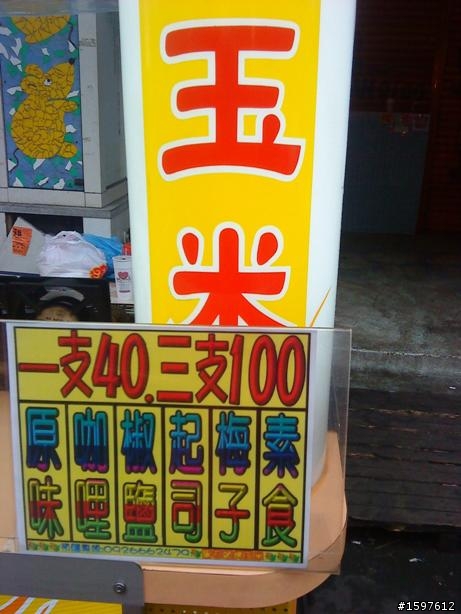 玉米
一支40.三支100
原味
咖哩
椒鹽
起司
梅子
素食
0926662470
#1597612